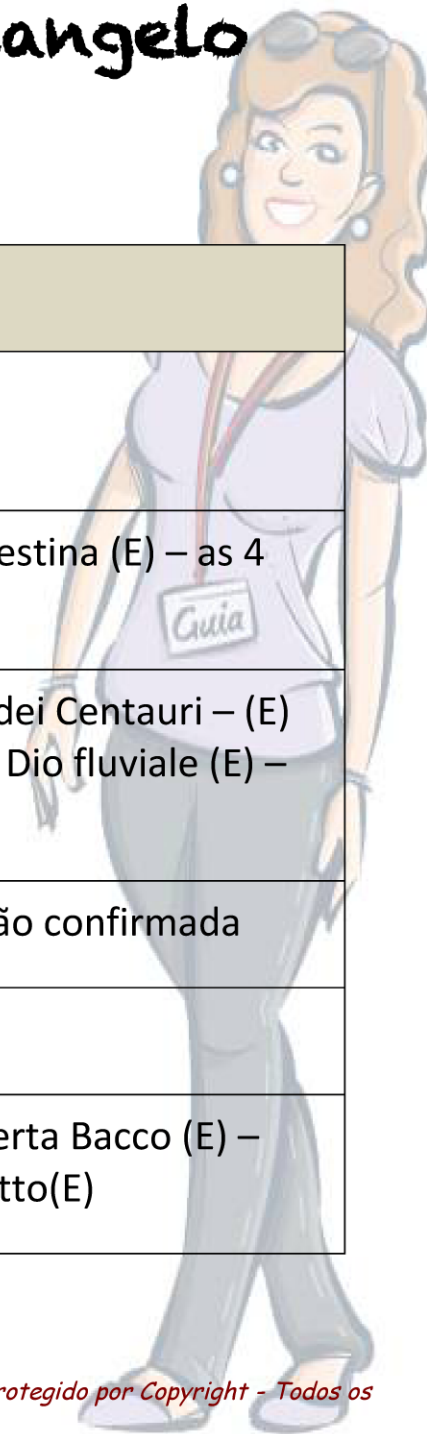 angelo
estina (E) – as 4
Guia
dei Centauri – (E)
Dio fluviale (E) –
ão confirmada
erta Bacco (E) –
tto(E)
rotegido por Copyright - Todos os